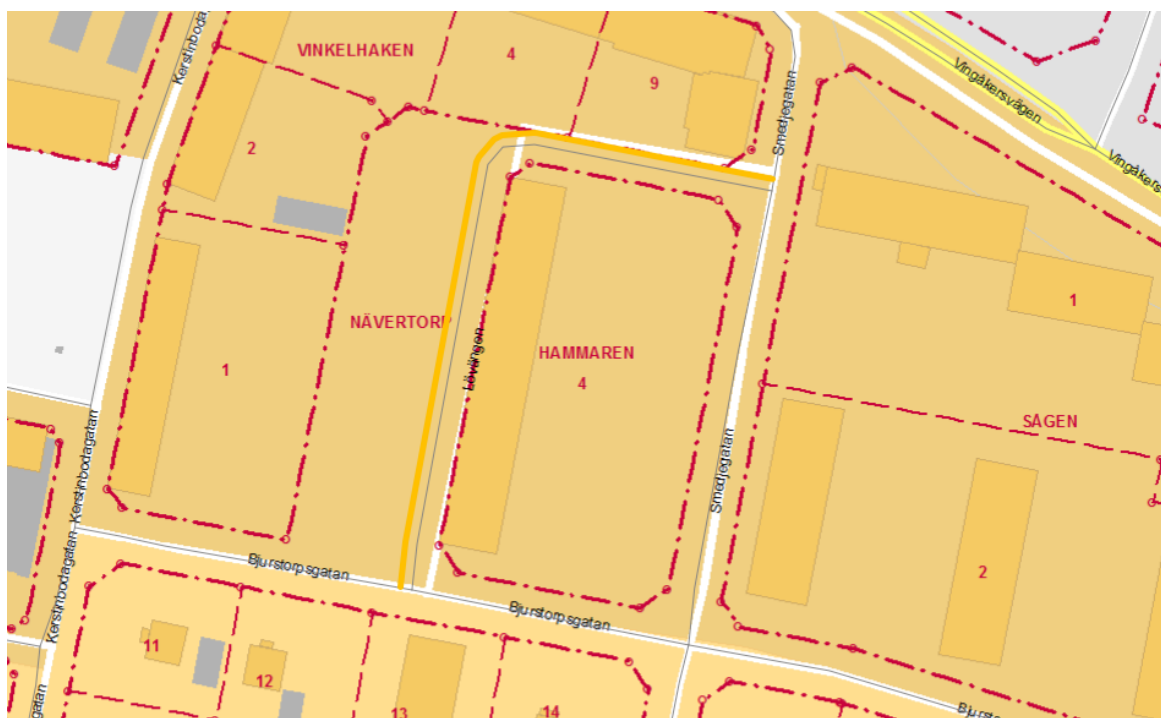 Kerstinbodagatan
VINKELHAKEN
4
9
2
Smedjegatan
Vingåkersvägen
NÄVERTORP
1
Lövängen
HAMMAREN
4
1
SÅGEN
Kerstinbodagatan
Smedjegatan
Kerstinbodagatan
Bjurstorpsgatan
Bjurstorpsgatan
2
11
12
13
14